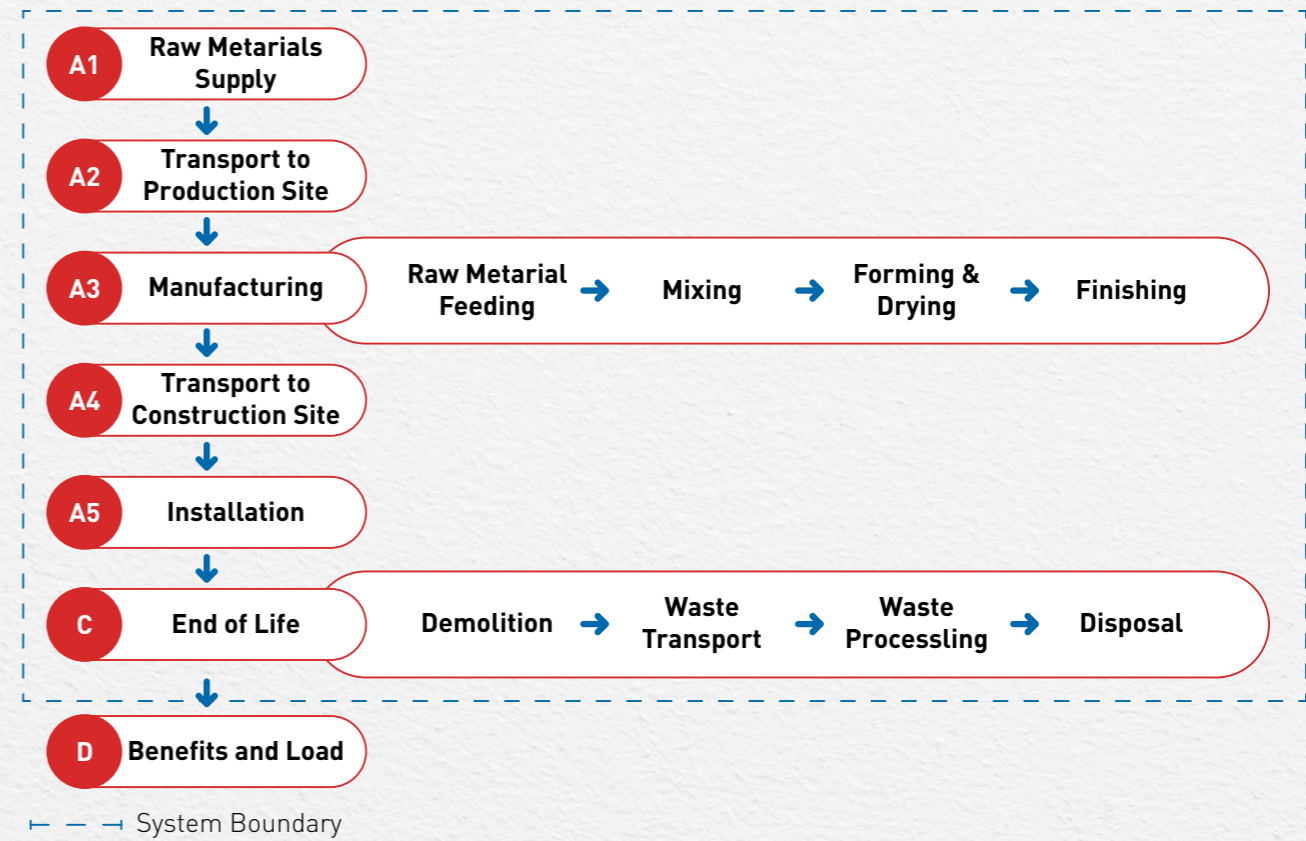 A1
Raw Metarials
Supply
A2
Transport to
Production Site
A3
Manufacturing
Raw Metarial
Feeding
Mixing
Forming &
Drying
Finishing
A4
Transport to
Construction Site
A5
Installation
C
End of Life
Demolition
Waste
Transport
Waste
Processling
Disposal
D
Benefits and Load
System Boundary